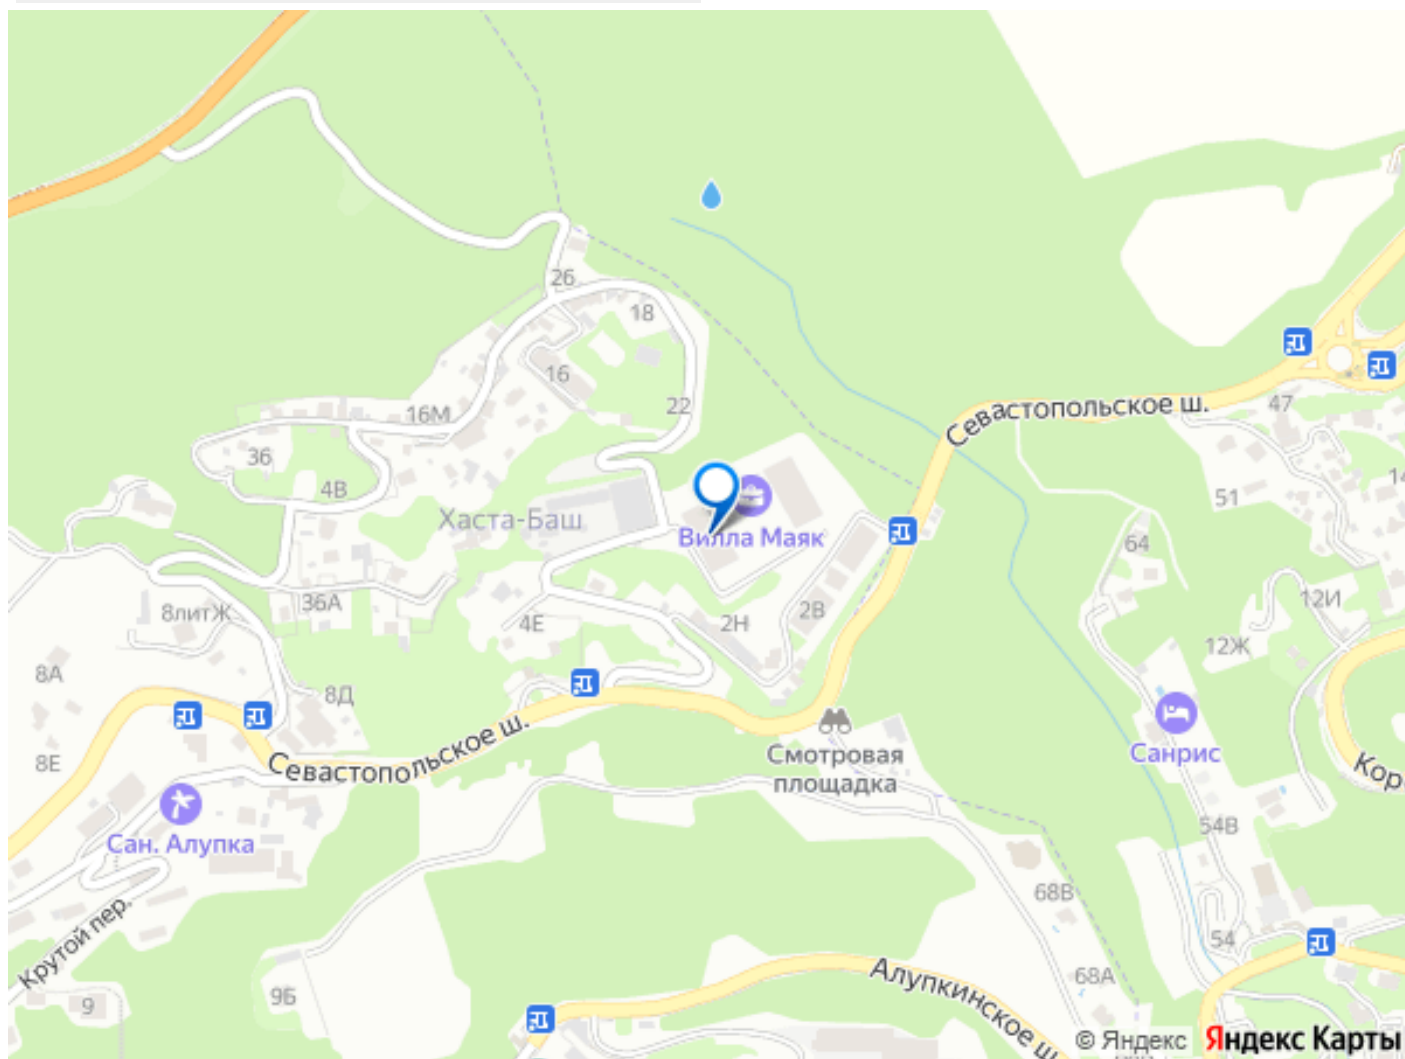 26
18
16
22
16М
36
4В
Хаста-Баш
Вилла Маяк
Севастопольское ш.
47
51
14
64
12И
12Ж
36А
8литЖ
4Е
2Н
2В
8А
8Д
8Е
Севастопольское ш.
Смотровая
площадка
Санрис
Кор
Сан. Алупка
54В
68В
54
Крутой пер.
9
9Б
68А
Алупкинское ш.
© Яндекс Яндекс Карты